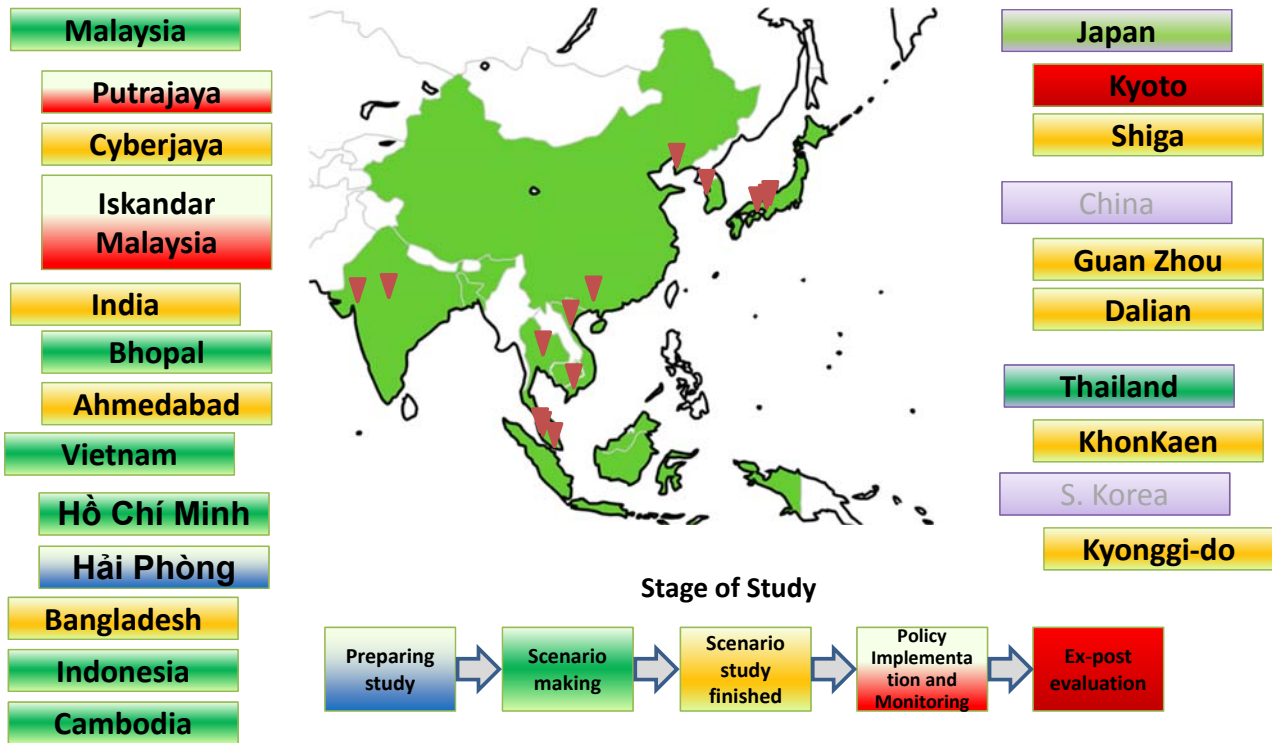 Malaysia
Putrajaya
Cyberjaya
Iskandar
Malaysia
India
Bhopal
Ahmedabad
Vietnam
Hồ Chí Minh
Hải Phòng
Bangladesh
Indonesia
Cambodia
Japan
Kyoto
Shiga
China
Guan Zhou
Dalian
Thailand
KhonKaen
S. Korea
Kyonggi-do
Stage of Study
Preparing
study
Scenario
making
Scenario
study
finished
Policy
Implementa
tion and
Monitoring
Ex-post
evaluation